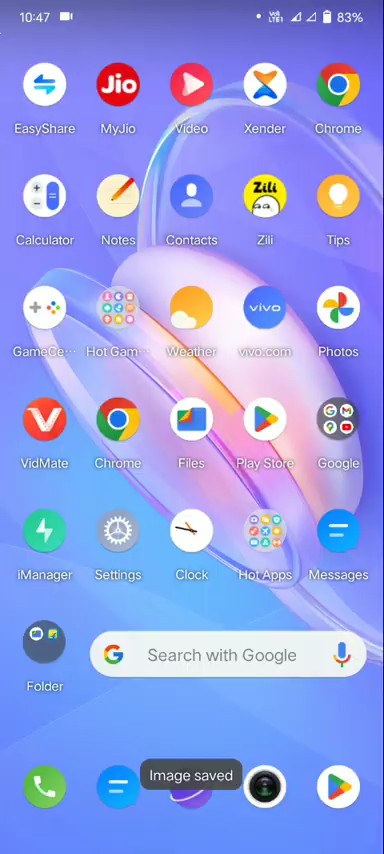 10:47 Vo5 LTE1 83%
Jio
EasyShare MyJio Video Xender Chrome
Zili
Calculator Notes Contacts Zili Tips
vivo
GameCe··· Hot Gam··· Weather vivo.com Photos
VidMate Chrome Files Play Store Google
iManager Settings Clock Hot Apps Messages
Search with Google
Folder
Image saved